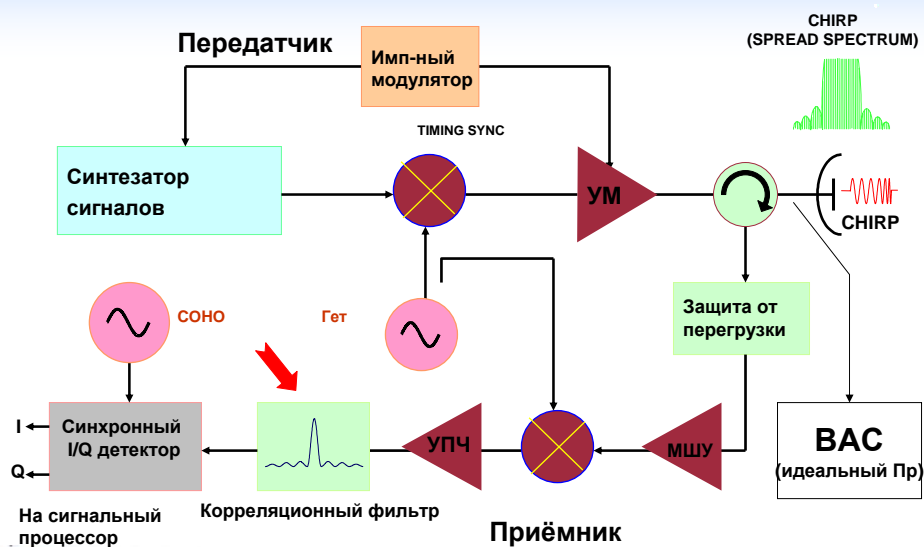 CHIRP
(SPREAD SPECTRUM)
Передатчик
Имп-ный
модулятор
TIMING SYNC
Синтезатор
сигналов
УМ
CHIRP
СОНО
Гет
Защита от
перегрузки
I
Q
Синхронный
I/Q детектор
УПЧ
МШУ
ВАС
(идеальный Пр)
Корреляционный фильтр
На сигнальный
процессор
Приёмник